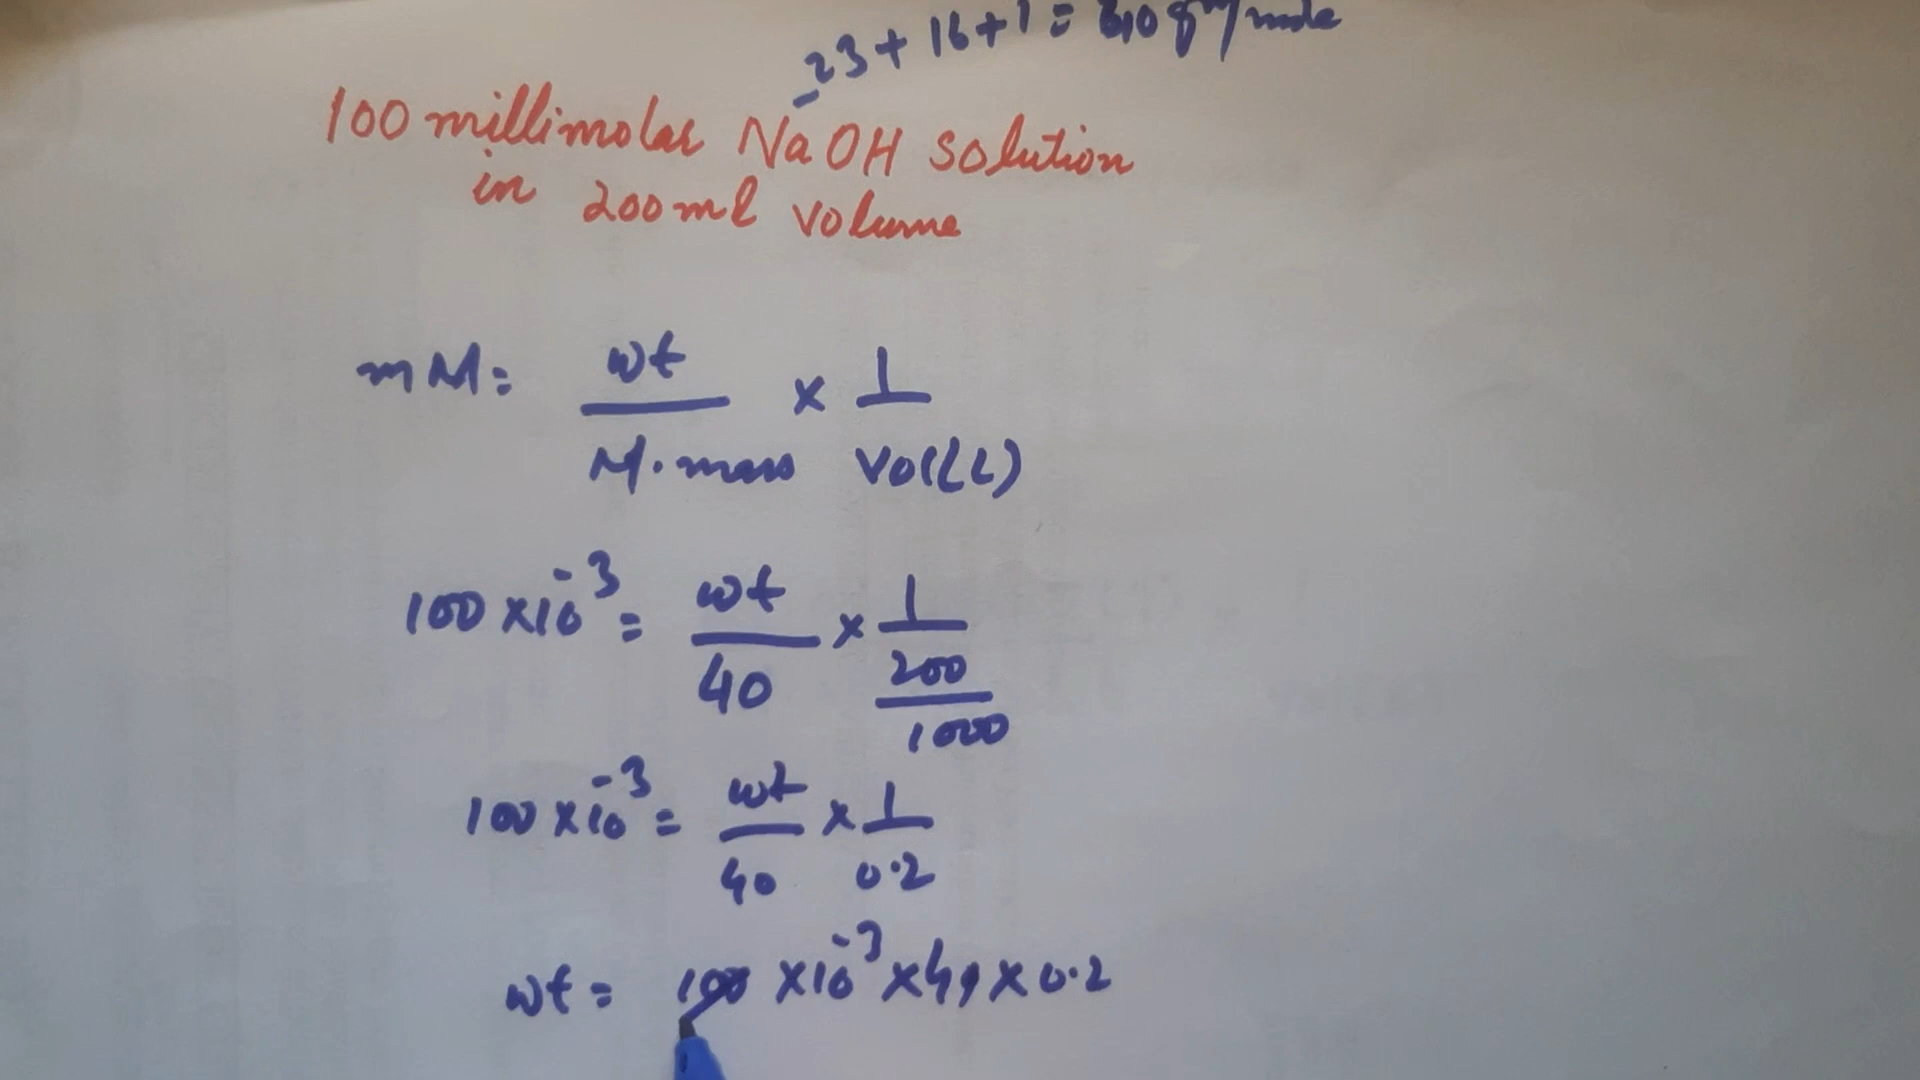 23 + 16 + 1 = 40 gm/mole
100 millimolar NaOH solution
in 200ml volume
mM = wt / M.mass × 1 / Vol(L)
100 × 10⁻³ = wt / 40 × 1 / 200 / 1000
100 × 10⁻³ = wt / 40 × 1 / 0.2
wt = 100 × 10⁻³ × 40 × 0.2